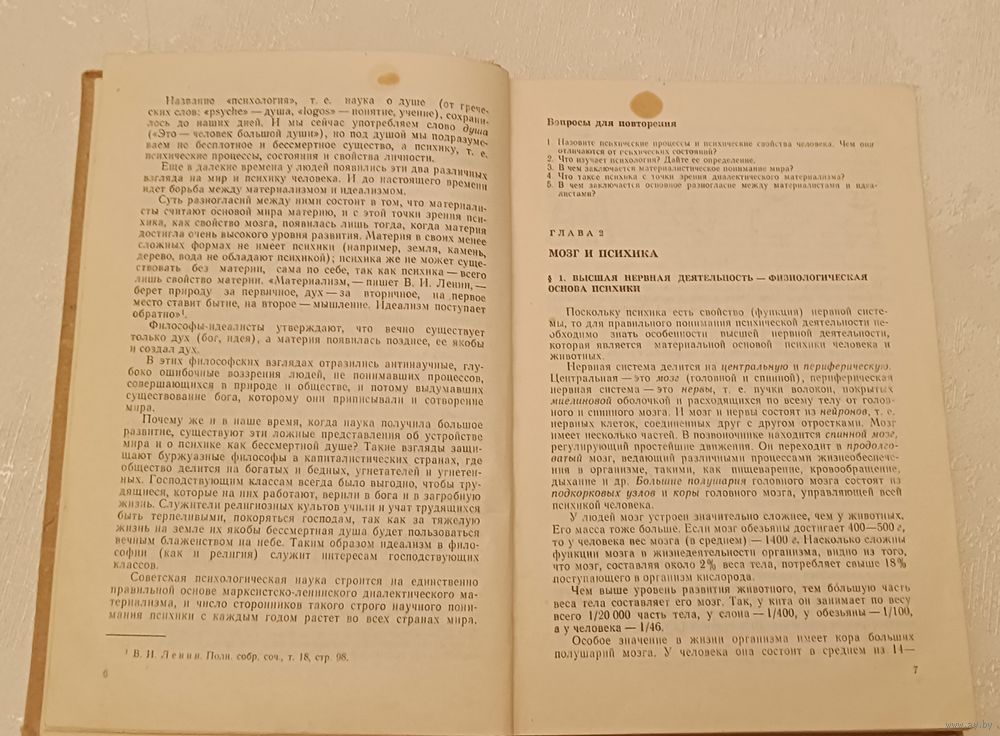 Название «психология», т. е. наука о душе (от грече-
ских слов: «psyche» — душа, «logos» — понятие, учение), сохрани-
лось до наших дней. И мы сейчас употребляем слово душа
(«Это — человек большой души»), но под душой мы подразуме-
ваем не бесплотное и бессмертное существо, а психику, т. е.
психические процессы, состояния и свойства личности.
Еще в далекие времена у людей появились эти два различных
взгляда на мир и психику человека. И до настоящего времени
идет борьба между материализмом и идеализмом.
Суть разногласий между ними состоит в том, что материали-
сты считают основой мира материю, и с этой точки зрения пси-
хика, как свойство мозга, появилась лишь тогда, когда материя
достигла очень высокого уровня развития. Материя в своих менее
сложных формах не имеет психики (например, земля, камень,
дерево, вода не обладают психикой); психика же не может суще-
ствовать без материи, сама по себе, так как психика — всего
лишь свойство материи. «Материализм, — пишет В. И. Ленин, —
берет природу за первичное, дух — за вторичное, на первое
место ставит бытие, на второе — мышление. Идеализм поступает
обратно»¹.
Философы-идеалисты утверждают, что вечно существует
только дух (бог, идея), а материя появилась позднее, ее якобы
и создал дух.
В этих философских взглядах отразились антинаучные, глу-
боко ошибочные воззрения людей, не понимавших процессов,
совершающихся в природе и обществе, и потому выдумавших
существование бога, которому они приписывали и сотворение
мира.
Почему же и в наше время, когда наука получила большое
развитие, существуют эти ложные представления об устройстве
мира и о психике как бессмертной душе? Такие взгляды защи-
щают буржуазные философы в капиталистических странах, где
общество делится на богатых и бедных, угнетателей и угнетен-
ных. Господствующим классам всегда было выгодно, чтобы тру-
дящиеся, которые на них работают, верили в бога и в загробную
жизнь. Служители религиозных культов учили и учат трудящихся
быть терпеливыми, покоряться господам, так как за тяжелую
жизнь на земле их якобы бессмертная душа будет пользоваться
вечным блаженством на небе. Таким образом идеализм в фило-
софии (как и религия) служит интересам господствующих
классов.
Советская психологическая наука строится на единственно
правильной основе марксистско-ленинского диалектического ма-
териализма, и число сторонников такого строго научного пони-
мания психики с каждым годом растет во всех странах мира.
¹ В. И. Ленин. Полн. собр. соч., т. 18, стр. 98.
6
Вопросы для повторения
1. Назовите психические процессы и психические свойства человека. Чем они
отличаются от психических состояний?
2. Что изучает психология? Дайте ее определение.
3. В чем заключается материалистическое понимание мира?
4 Что такое психика с точки зрения диалектического материализма?
5. В чем заключается основное разногласие между материалистами и идеа-
листами?
ГЛАВА 2
МОЗГ И ПСИХИКА
§ 1. ВЫСШАЯ НЕРВНАЯ ДЕЯТЕЛЬНОСТЬ — ФИЗИОЛОГИЧЕСКАЯ
ОСНОВА ПСИХИКИ
Поскольку психика есть свойство (функция) нервной систе-
мы, то для правильного понимания психической деятельности не-
обходимо знать особенности высшей нервной деятельности,
которая является материальной основой психики человека и
животных.
Нервная система делится на центральную и периферическую.
Центральная — это мозг (головной и спинной), периферическая
нервная система — это нервы, т. е. пучки волокон, покрытых
миелиновой оболочкой и расходящихся по всему телу от голов-
ного и спинного мозга. И мозг и нервы состоят из нейронов, т. е.
нервных клеток, соединенных друг с другом отростками. Мозг
имеет несколько частей. В позвоночнике находится спинной мозг,
регулирующий простейшие движения. Он переходит в продолго-
ватый мозг, ведающий различными процессами жизнеобеспече-
ния в организме, такими, как пищеварение, кровообращение,
дыхание и др. Большие полушария головного мозга состоят из
подкорковых узлов и коры головного мозга, управляющей всей
психикой человека.
У людей мозг устроен значительно сложнее, чем у животных.
Его масса тоже больше. Если мозг обезьяны достигает 400—500 г,
то у человека вес мозга (в среднем) — 1400 г. Насколько сложны
функции мозга в жизнедеятельности организма, видно из того,
что мозг, составляя около 2% веса тела, потребляет свыше 18%
поступающего в организм кислорода.
Чем выше уровень развития животного, тем бóльшую часть
веса тела составляет его мозг. Так, у кита он занимает по весу
всего 1/20 000 часть тела, у слона — 1/400, у обезьяны — 1/100,
а у человека — 1/46.
Особое значение в жизни организма имеет кора больших
полушарий мозга. У человека она состоит в среднем из 14—
7
www.ay.by